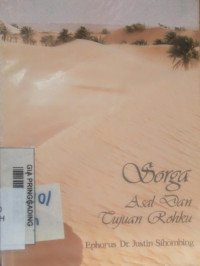 Sorga
Asal Dan
Tujuan Rohku
Ephorus Dr Justin Sihombing